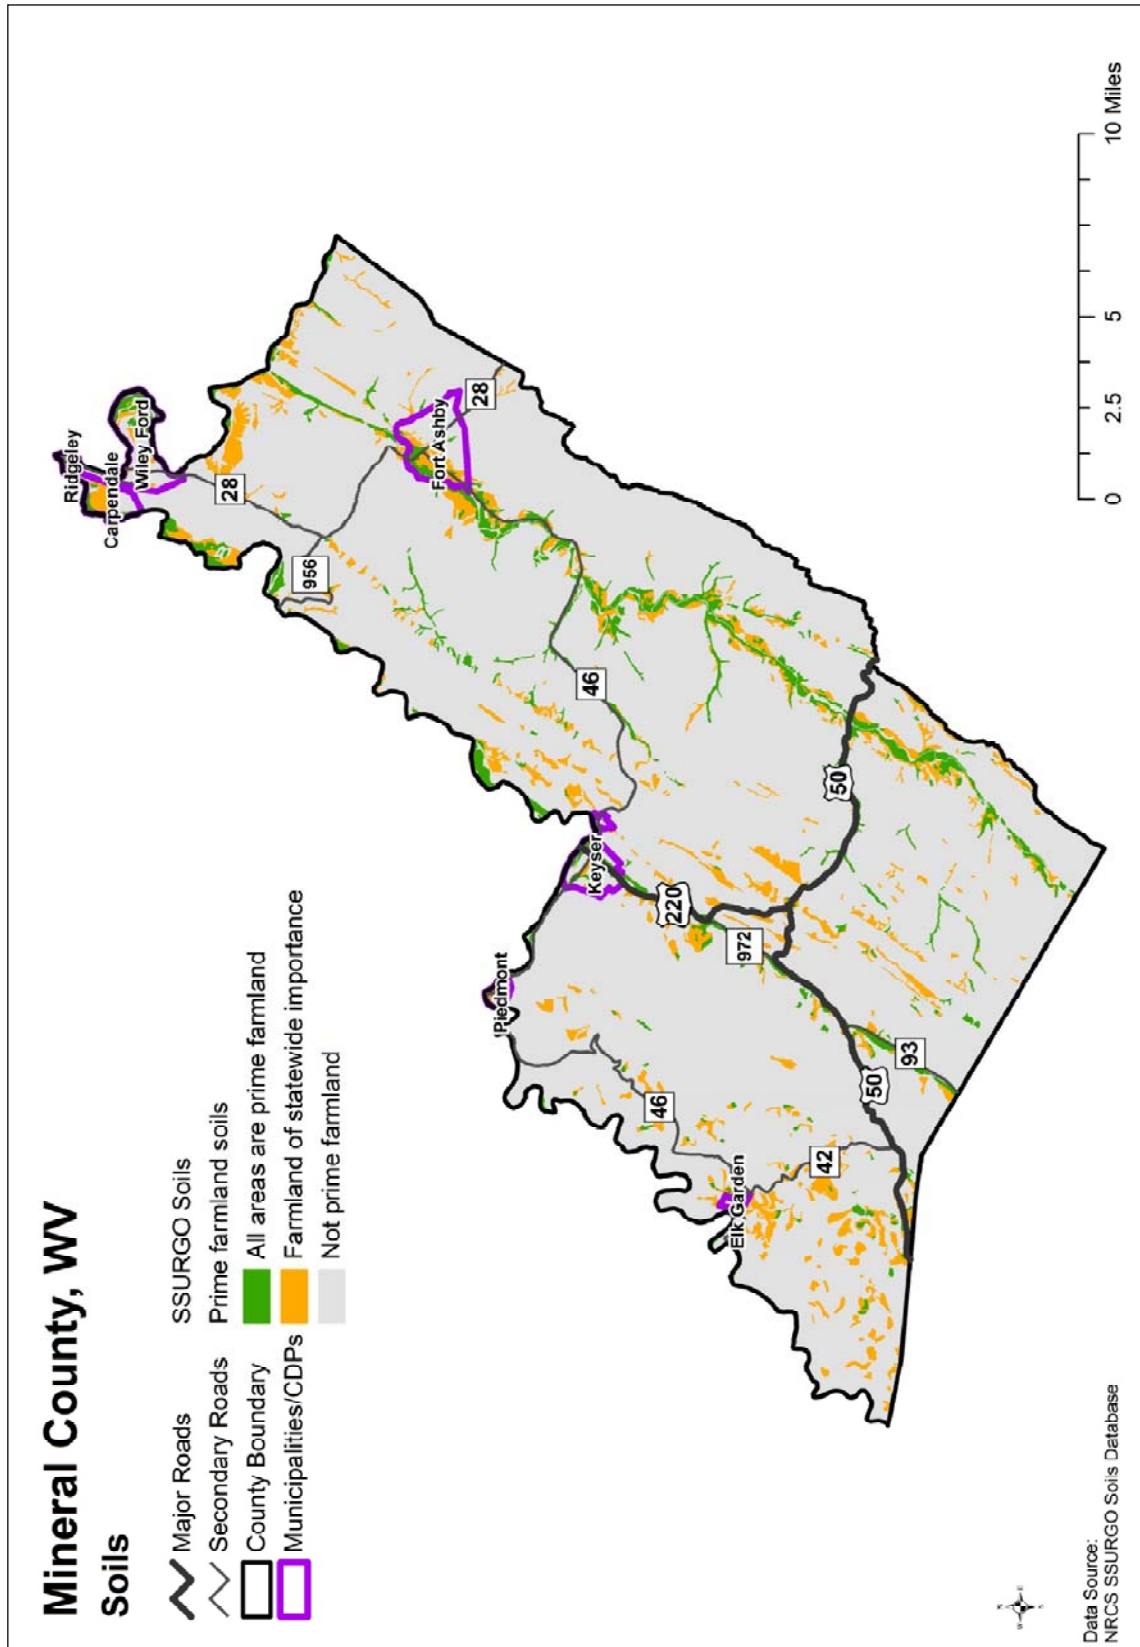 Mineral County, WV
Soils
Major Roads
Secondary Roads
County Boundary
Municipalities/CDPs
SSURGO Soils
Prime farmland soils
All areas are prime farmland
Farmland of statewide importance
Not prime farmland
Ridgeley
Carpendale
Wiley Ford
28
956
Fort Ashby
28
46
Keyser
220
50
Piedmont
972
46
93
50
Elk Garden
42
0 2.5 5 10 Miles
N
W E
S
Data Source:
NRCS SSURGO Soils Database